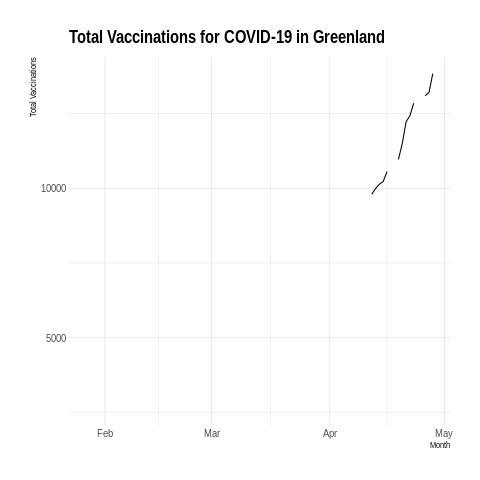 Total Vaccinations for COVID-19 in Greenland
Total Vaccinations
10000
5000
Feb Mar Apr May
Month